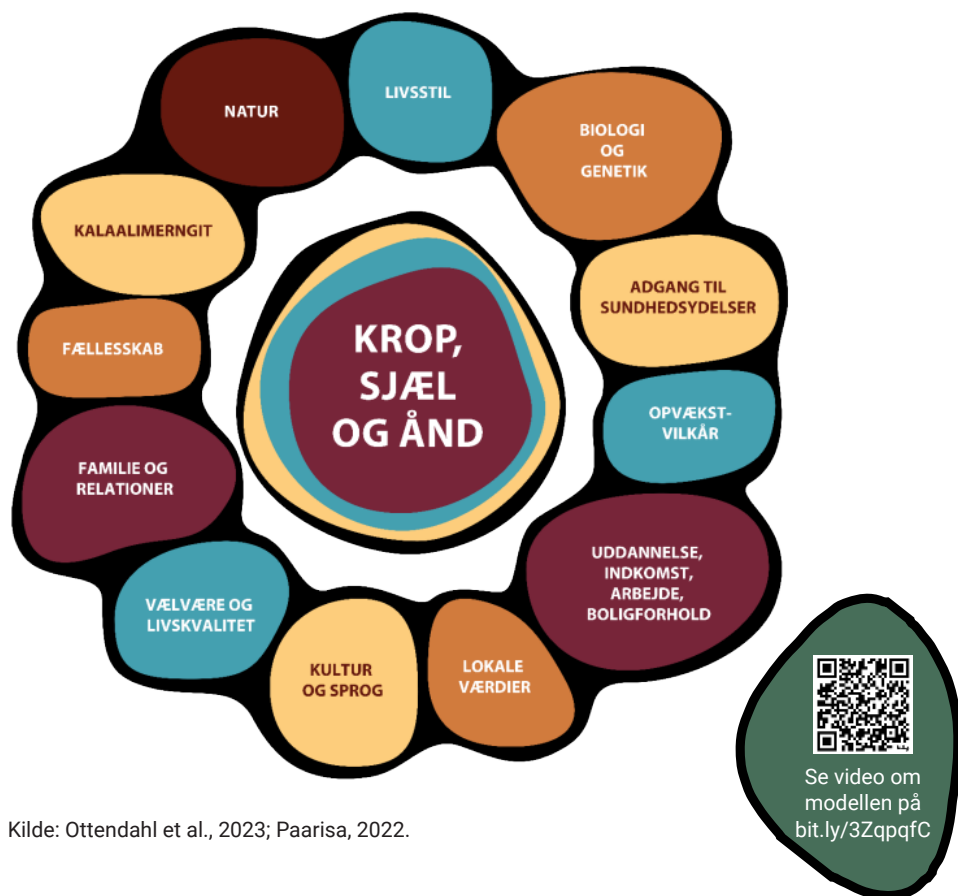 LIVSSTIL
NATUR
BIOLOGI
OG
GENETIK
KALAALIMERNGIT
ADGANG TIL
SUNDHEDSYDELSER
FÆLLESSKAB
KROP,
SJÆL
OG ÅND
OPVÆKST-
VILKÅR
FAMILIE OG
RELATIONER
UDDANNELSE,
INDKOMST,
ARBEJDE,
BOLIGFORHOLD
VÆLVÆRE OG
LIVSKVALITET
KULTUR
OG SPROG
LOKALE
VÆRDIER
Se video om
modellen på
bit.ly/3ZqpqfC
Kilde: Ottendahl et al., 2023; Paarisa, 2022.